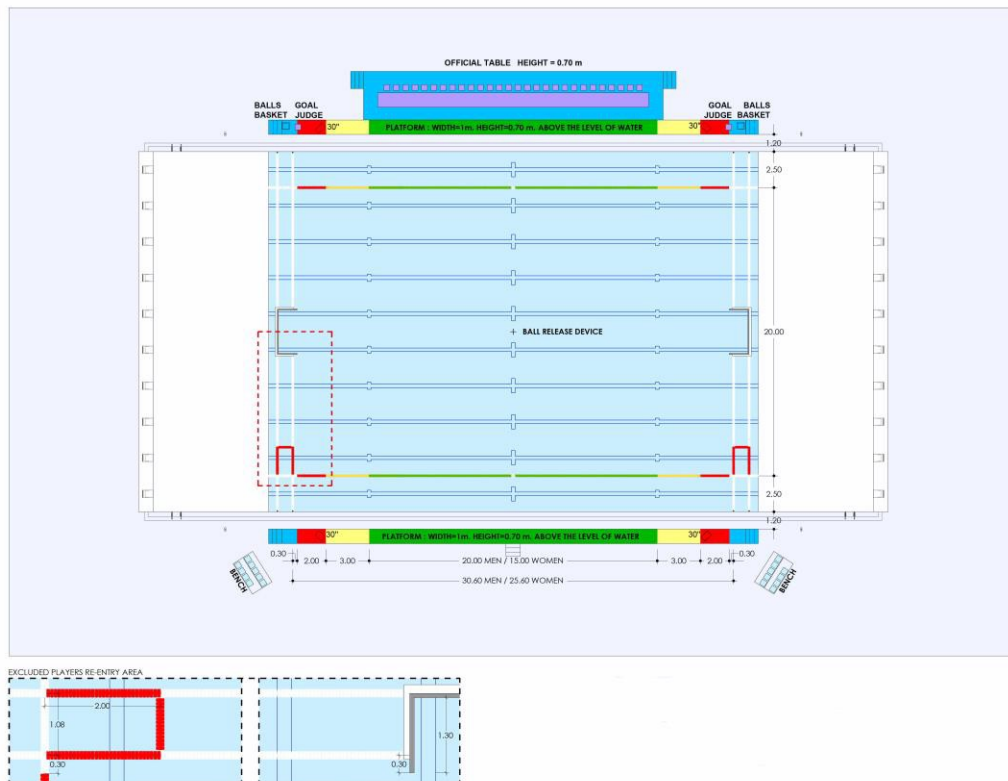 OFFICIAL TABLE HEIGHT = 0.70 m
BALLS BASKET
GOAL JUDGE
GOAL JUDGE
BALLS BASKET
30"
PLATFORM : WIDTH=1m. HEIGHT=0.70 m. ABOVE THE LEVEL OF WATER
30"
1.20
2.50
BALL RELEASE DEVICE
20.00
2.50
1.20
30"
PLATFORM : WIDTH=1m. HEIGHT=0.70 m. ABOVE THE LEVEL OF WATER
30"
0.30
2.00
3.00
20.00 MEN / 15.00 WOMEN
3.00
2.00
0.30
BENCH
30.60 MEN / 25.60 WOMEN
BENCH
EXCLUDED PLAYERS RE-ENTRY AREA
2.00
1.08
0.30
1.30
0.30